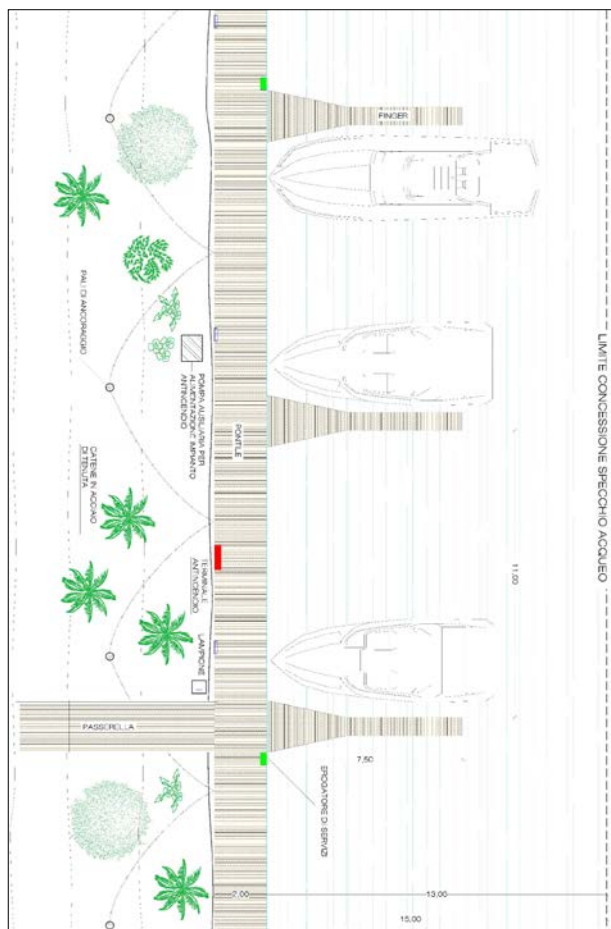 FINGER
LIMITE CONCESSIONE SPECCHIO ACQUEO
PALI DI ANCORAGGIO
POMPA AUSILIARIA PER
ALIMENTAZIONE IMPIANTO
ANTINCENDIO
PONTILE
CATENE IN ACCIAIO
DI TENUTA
TERMINALE
ANTINCENDIO
11,00
LAMPIONE
PASSERELLA
7,50
EROGATORE DI SERVIZI
2,00
13,00
15,00